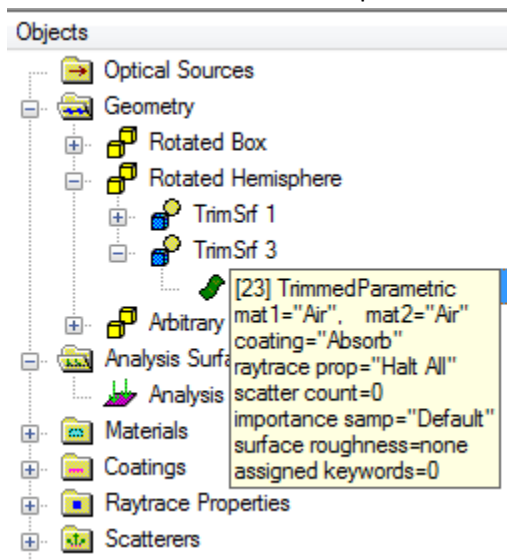 Objects
Optical Sources
Geometry
Rotated Box
Rotated Hemisphere
TrimSrf 1
TrimSrf 3
[23] TrimmedParametric
mat1="Air", mat2="Air"
coating="Absorb"
raytrace prop="Halt All"
scatter count=0
importance samp="Default"
surface roughness=none
assigned keywords=0
Arbitrary
Analysis Surfa
Analysis
Materials
Coatings
Raytrace Properties
Scatterers